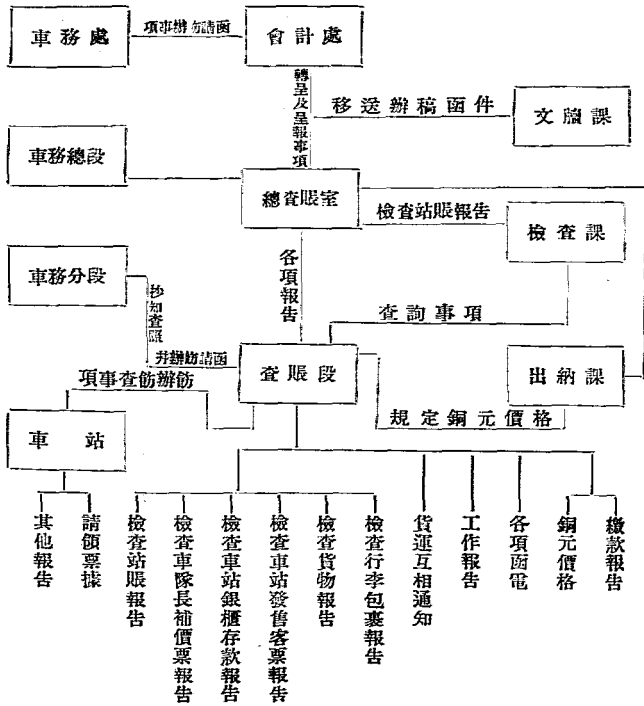 車務處
項事辦飭請函
會計處
轉呈及呈報事項
移送辦稿函件
文牘課
車務總段
總查賬室
檢查站賬報告
檢查課
車務分段
抄知查照
各項報告
查詢事項
并辦飭請函
查賬段
出納課
項事查飭辦飭
規定銅元價格
車站
其他報告
請領票據
檢查站賬報告
檢查車隊長補價票報告
檢查車站銀櫃存款報告
檢查車站發售客票報告
檢查貨物報告
檢查行李包裹報告
貨運互相通知
工作報告
各項函電
銅元價格
繳款報告